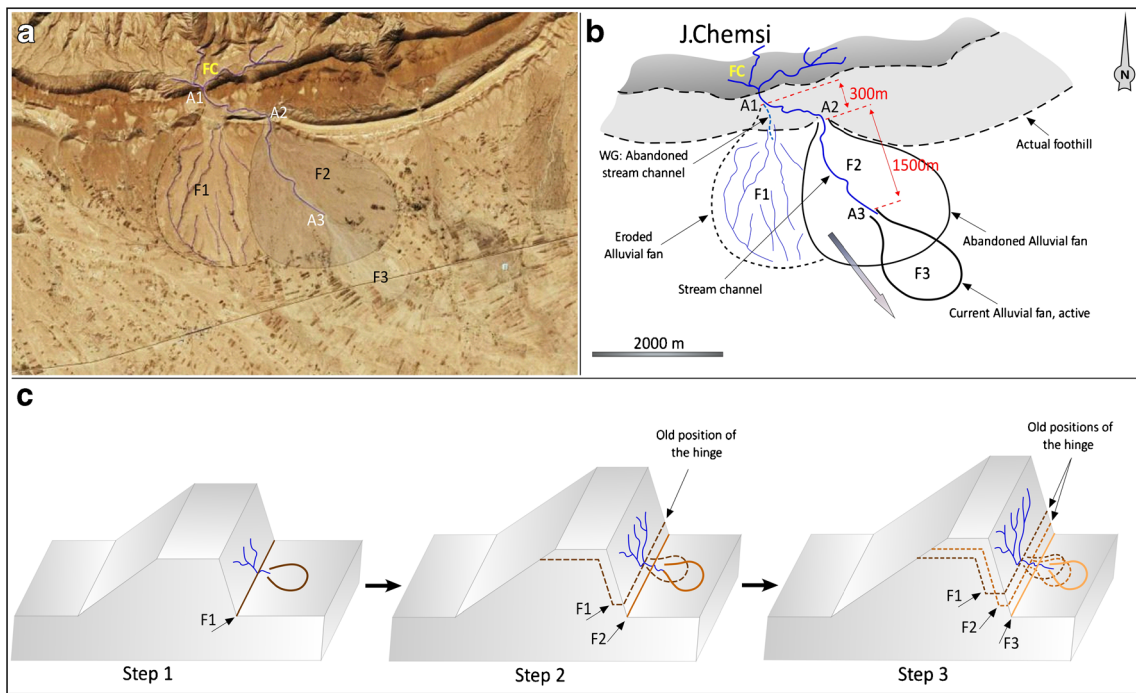 a
FC
A1
A2
F1
F2
A3
F3
b
J.Chemsi
N
FC
A1
A2
300m
WG: Abandoned
stream channel
Actual foothill
F2
1500m
F1
A3
Eroded
Alluvial fan
Abandoned Alluvial fan
F3
Stream channel
Current Alluvial fan, active
2000 m
c
Old position of
the hinge
Old positions of
the hinge
F1
F1
F2
F1
F2
F3
Step 1
Step 2
Step 3